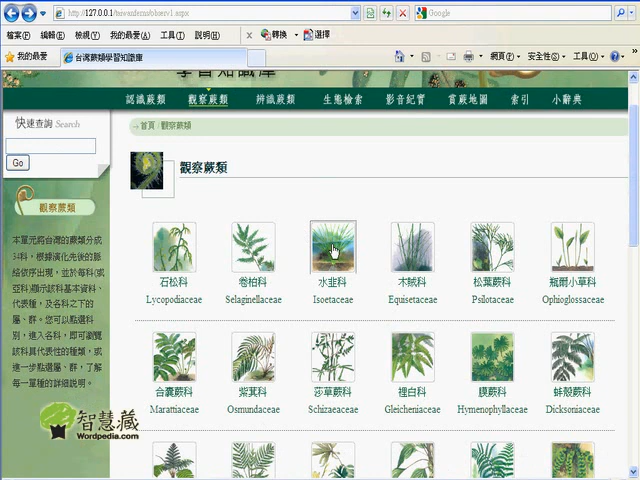 http://127.0.0.1/taiwanferns/observ1.aspx
Google
檔案(F) 編輯(E) 檢視(V) 我的最愛(A) 工具(T) 說明(H) x 轉換 選擇
我的最愛 台灣蕨類學習知識庫 網頁(P) 安全性(S) 工具(O)
學習知識庫
認識蕨類 觀察蕨類 辨識蕨類 生態檢索 影音紀實 賞蕨地圖 索引 小辭典
快速查詢 Search
首頁 / 觀察蕨類
Go
觀察蕨類
觀察蕨類
本單元將台灣的蕨類分成
34科，根據演化先後的脈
絡依序出現，並於每科(或
亞科)顯示該科基本資料、
代表種，及各科之下的
屬、群。您可以點選科
別，進入各科，即可瀏覽
該科具代表性的種類，或
進一步點選屬、群，了解
每一單種的詳細說明。
石松科 卷柏科 水韭科 木賊科 松葉蕨科 瓶爾小草科
Lycopodiaceae Selaginellaceae Isoetaceae Equisetaceae Psilotaceae Ophioglossaceae
合囊蕨科 紫萁科 莎草蕨科 裡白科 膜蕨科 蚌殼蕨科
Marattiaceae Osmundaceae Schizaeaceae Gleicheniaceae Hymenophyllaceae Dicksoniaceae
智慧藏
Wordpedia.com